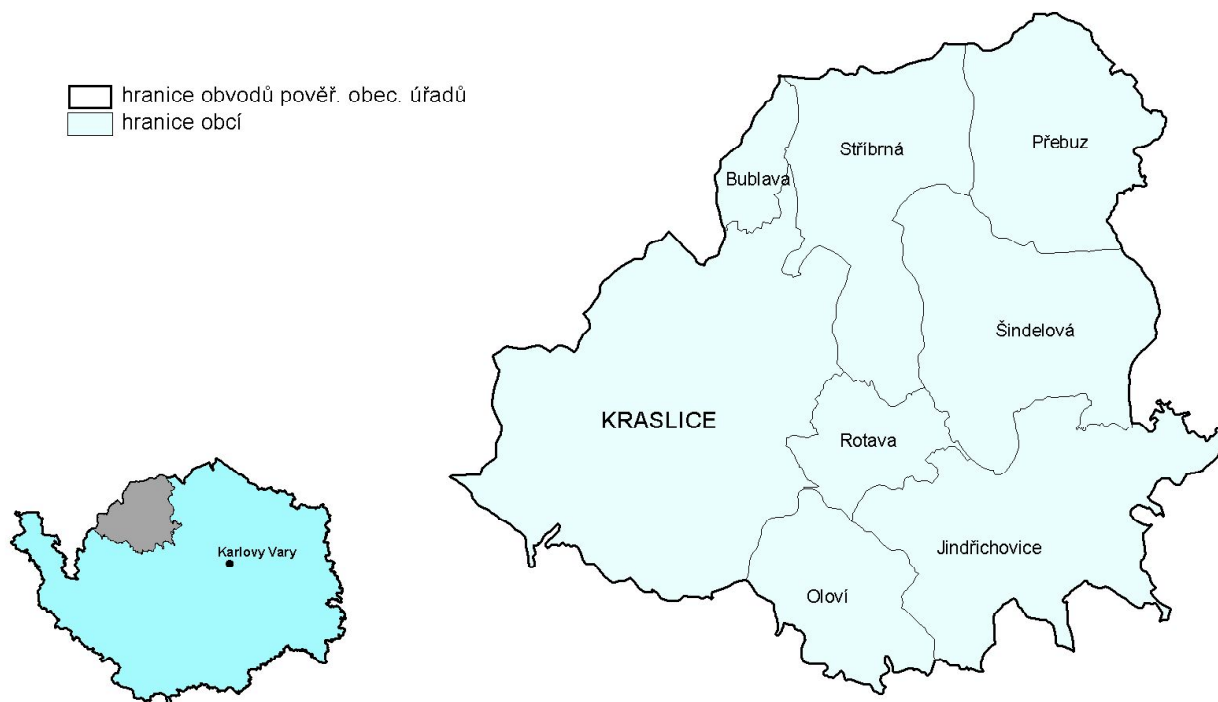 hranice obvodů pověř. obec. úřadů
hranice obcí
Přebuz
Stříbrná
Bublava
Šindelová
KRASLICE
Rotava
Jindřichovice
Karlovy Vary
Oloví